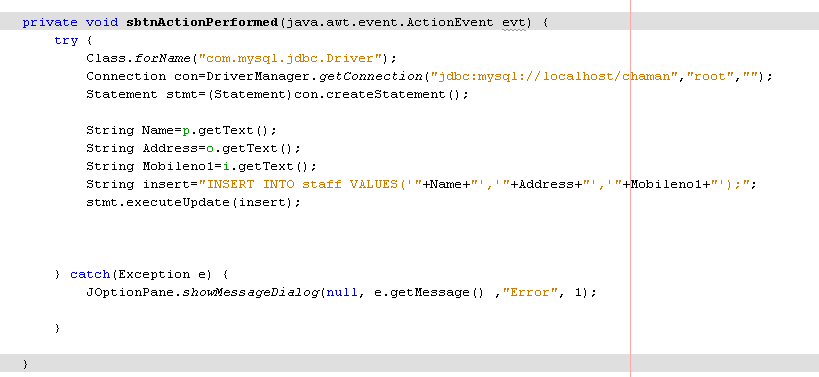 private void sbtnActionPerformed(java.awt.event.ActionEvent evt) {
try {
Class.forName("com.mysql.jdbc.Driver");
Connection con=DriverManager.getConnection("jdbc:mysql://localhost/chaman","root","");
Statement stmt=(Statement)con.createStatement();
String Name=p.getText();
String Address=o.getText();
String Mobileno1=i.getText();
String insert="INSERT INTO staff VALUES('"+Name+"','"+Address+"','"+Mobileno1+"');";
stmt.executeUpdate(insert);
} catch(Exception e) {
JOptionPane.showMessageDialog(null, e.getMessage() ,"Error", 1);
}
}